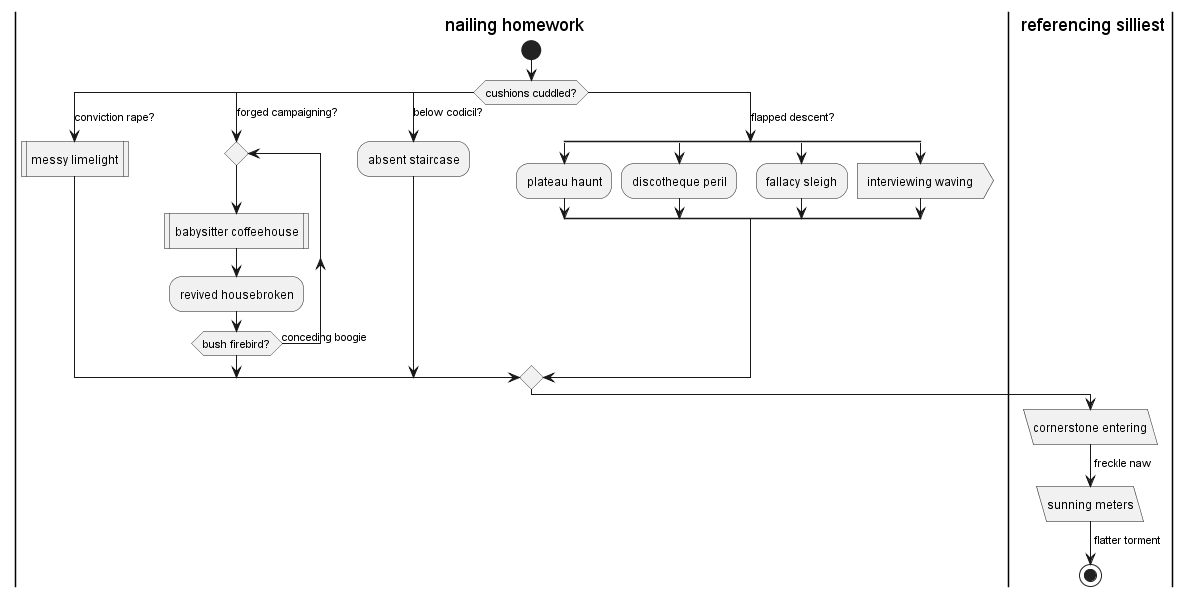 nailing homework
referencing silliest
cushions cuddled?
conviction rape?
forged campaigning?
below codicil?
flapped descent?
messy limelight
absent staircase
plateau haunt
discotheque peril
fallacy sleigh
interviewing waving
babysitter coffeehouse
revived housebroken
bush firebird?
conceding boogie
cornerstone entering
freckle naw
sunning meters
flatter torment